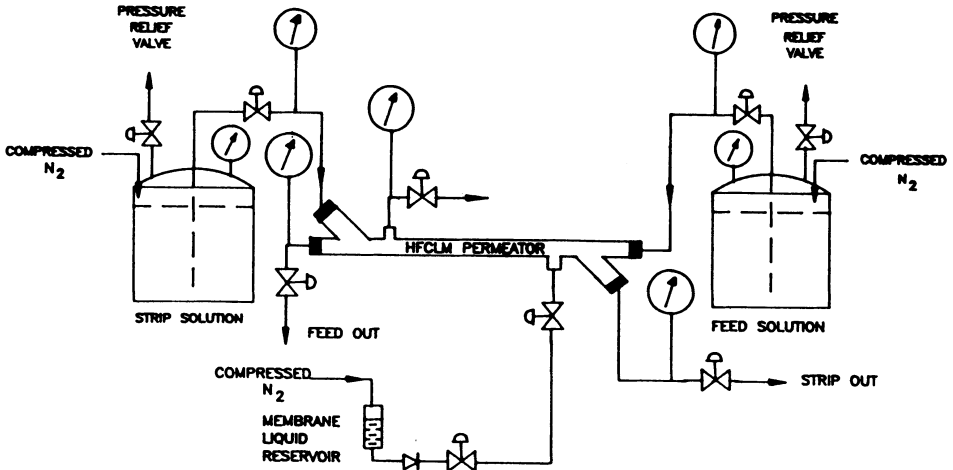 PRESSURE
RELIEF
VALVE
PRESSURE
RELIEF
VALVE
COMPRESSED
N2
COMPRESSED
N2
HFCLM PERMEATOR
STRIP SOLUTION
FEED SOLUTION
FEED OUT
COMPRESSED
N2
STRIP OUT
MEMBRANE
LIQUID
RESERVOIR